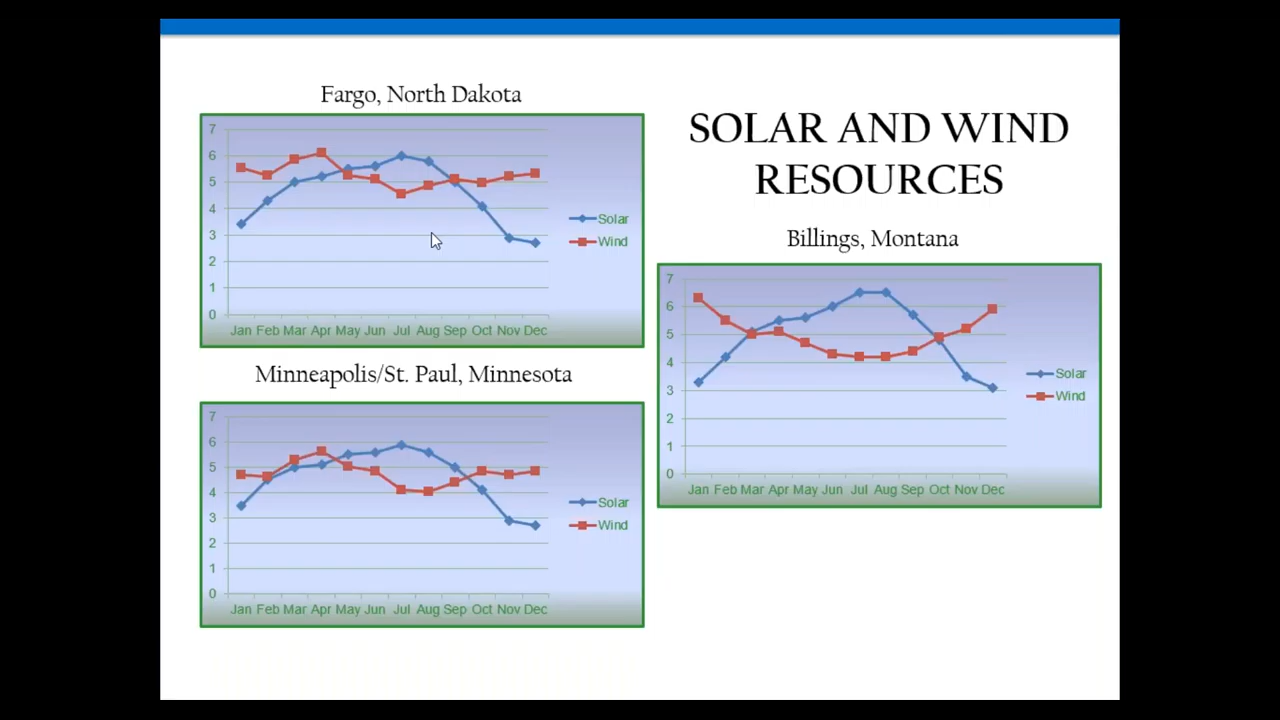 Fargo, North Dakota
7
6
5
4
3
2
1
0
Jan Feb Mar Apr May Jun Jul Aug Sep Oct Nov Dec
Solar
Wind
SOLAR AND WIND
RESOURCES
Minneapolis/St. Paul, Minnesota
7
6
5
4
3
2
1
0
Jan Feb Mar Apr May Jun Jul Aug Sep Oct Nov Dec
Solar
Wind
Billings, Montana
7
6
5
4
3
2
1
0
Jan Feb Mar Apr May Jun Jul Aug Sep Oct Nov Dec
Solar
Wind